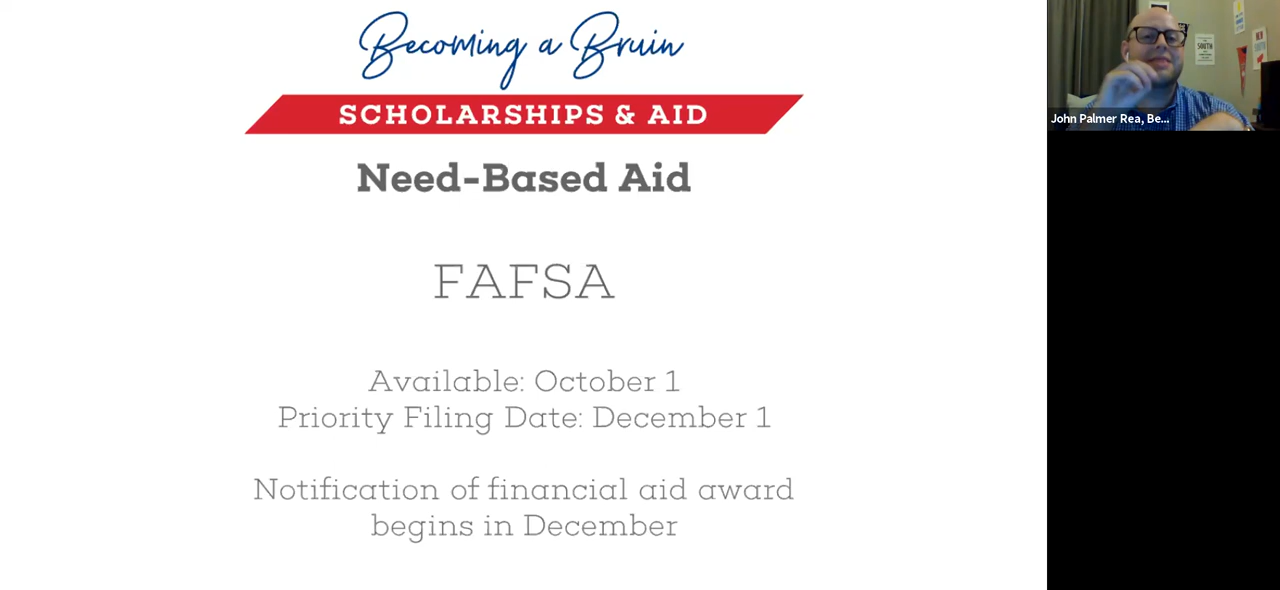 Becoming a Bruin
SCHOLARSHIPS & AID
Need-Based Aid
FAFSA
Available: October 1
Priority Filing Date: December 1
Notification of financial aid award
begins in December
SOUTH
John Palmer Rea, Be...